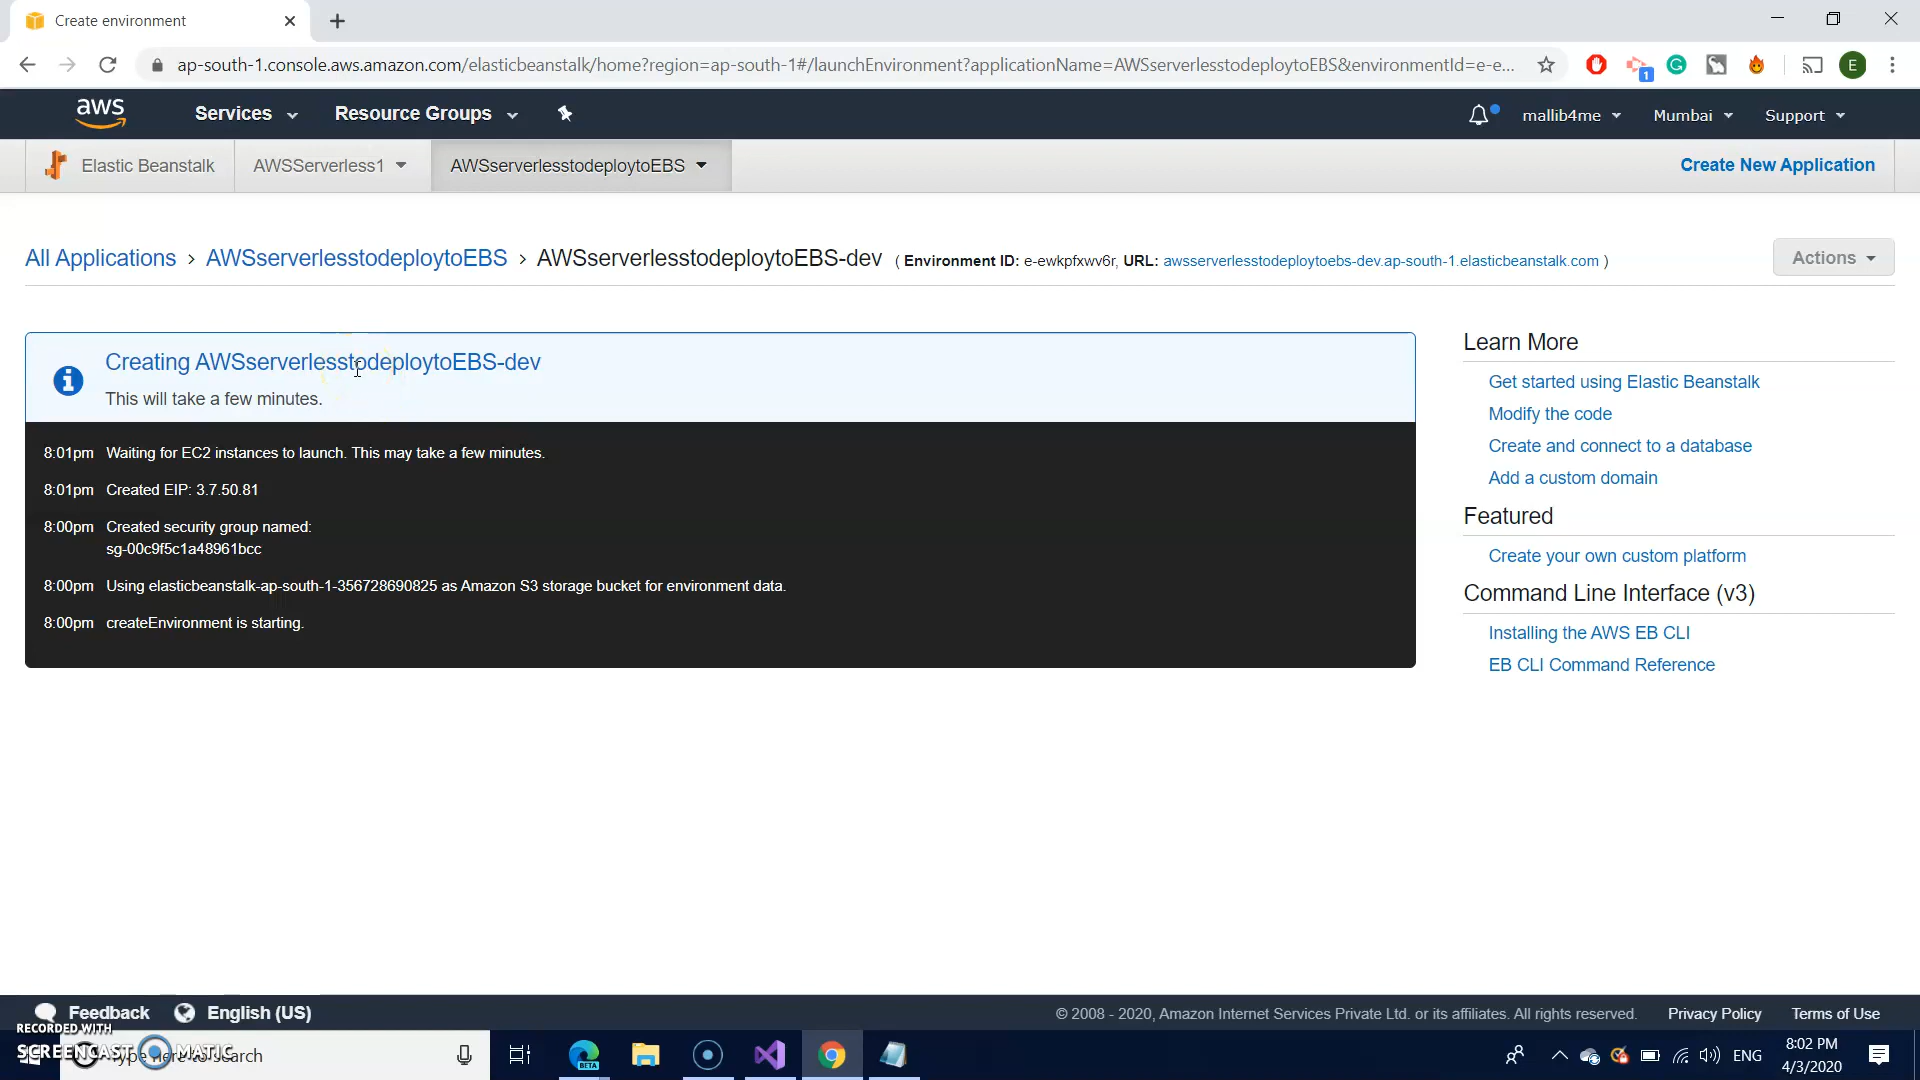 Create environment
ap-south-1.console.aws.amazon.com/elasticbeanstalk/home?region=ap-south-1#/launchEnvironment?applicationName=AWSserverlesstodeploytoEBS&environmentId=e-e...
1
E
aws
Services
Resource Groups
mallib4me
Mumbai
Support
Elastic Beanstalk
AWSServerless1
AWSserverlesstodeploytoEBS
Create New Application
All Applications › AWSserverlesstodeploytoEBS › AWSserverlesstodeploytoEBS-dev ( Environment ID: e-ewkpfxwv6r, URL: awsserverlesstodeploytoebs-dev.ap-south-1.elasticbeanstalk.com )
Actions
Creating AWSserverlesstodeploytoEBS-dev
This will take a few minutes.
8:01pm Waiting for EC2 instances to launch. This may take a few minutes.
8:01pm Created EIP: 3.7.50.81
8:00pm Created security group named:
sg-00c9f5c1a48961bcc
8:00pm Using elasticbeanstalk-ap-south-1-356728690825 as Amazon S3 storage bucket for environment data.
8:00pm createEnvironment is starting.
Learn More
Get started using Elastic Beanstalk
Modify the code
Create and connect to a database
Add a custom domain
Featured
Create your own custom platform
Command Line Interface (v3)
Installing the AWS EB CLI
EB CLI Command Reference
Feedback
English (US)
© 2008 - 2020, Amazon Internet Services Private Ltd. or its affiliates. All rights reserved.
Privacy Policy
Terms of Use
RECORDED WITH
SCREENCAST MATIC
Type here to search
BETA
ENG
8:02 PM
4/3/2020